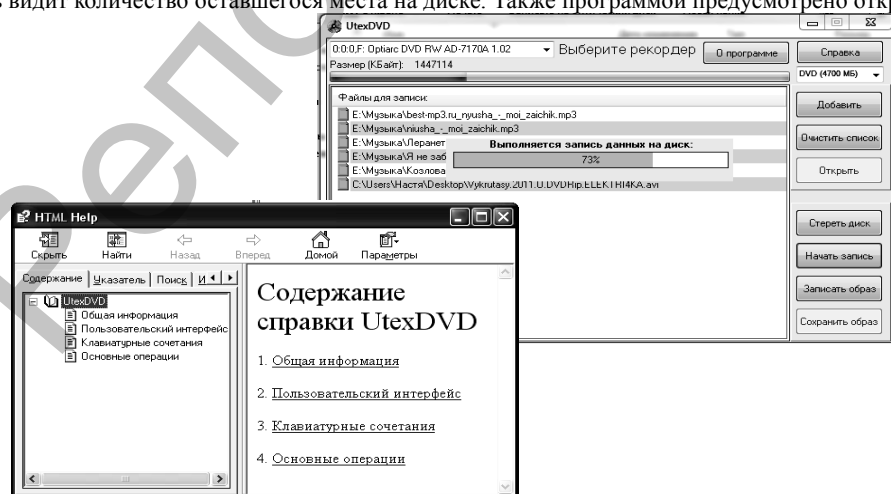 ь видит количество оставшегося места на диске. Также программой предусмотрено откр
UtexDVD
0:0:0,F: Optiarc DVD RW AD-7170A 1.02
Выберите рекордер
О программе
Справка
Размер (КБайт): 1447114
DVD (4700 МБ)
Файлы для записи:
E:\Музыка\best-mp3.ru_nyusha_-_moi_zaichik.mp3
E:\Музыка\niusha_-_moi_zaichik.mp3
E:\Музыка\Леранет
E:\Музыка\Я не заб
E:\Музыка\Козлова
C:\Users\Настя\Desktop\Vykrutasy.2011.U.DVDRip.ELEKTRI4KA.avi
Выполняется запись данных на диск:
73%
Добавить
Очистить список
Открыть
Стереть диск
Начать запись
Записать образ
Сохранить образ
HTML Help
Скрыть Найти Назад Вперед Домой Параметры
Содержание Указатель Поиск И
UtexDVD
Общая информация
Пользовательский интерфейс
Клавиатурные сочетания
Основные операции
Содержание
справки UtexDVD
1. Общая информация
2. Пользовательский интерфейс
3. Клавиатурные сочетания
4. Основные операции
Репо